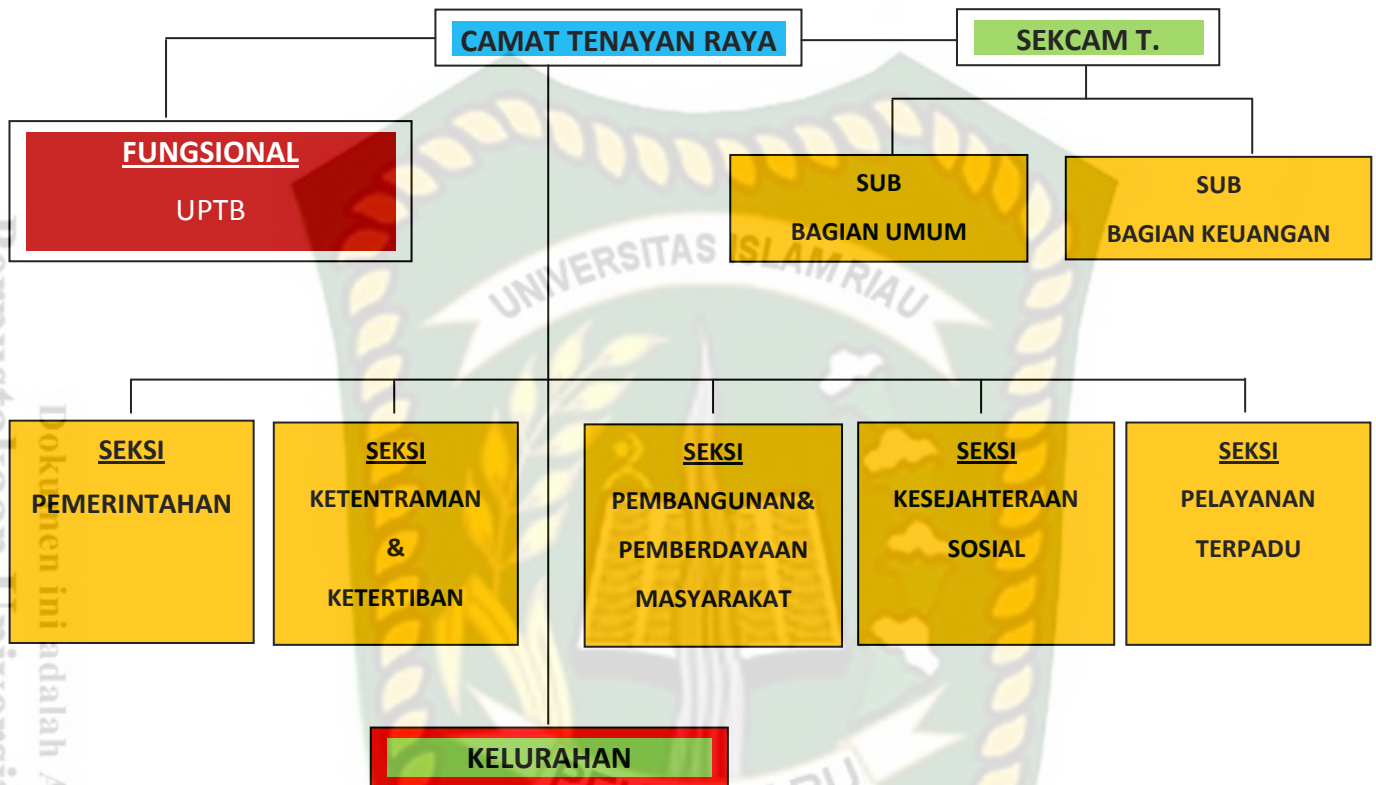 CAMAT TENAYAN RAYA
SEKCAM T.
FUNGSIONAL
UPTB
SUB
BAGIAN UMUM
SUB
BAGIAN KEUANGAN
UNIVERSITAS ISLAM RIAU
SEKSI
PEMERINTAHAN
SEKSI
KETENTRAMAN
&
KETERTIBAN
SEKSI
PEMBANGUNAN&
PEMBERDAYAAN
MASYARAKAT
SEKSI
KESEJAHTERAAN
SOSIAL
SEKSI
PELAYANAN
TERPADU
KELURAHAN
Dokumen ini adalah A